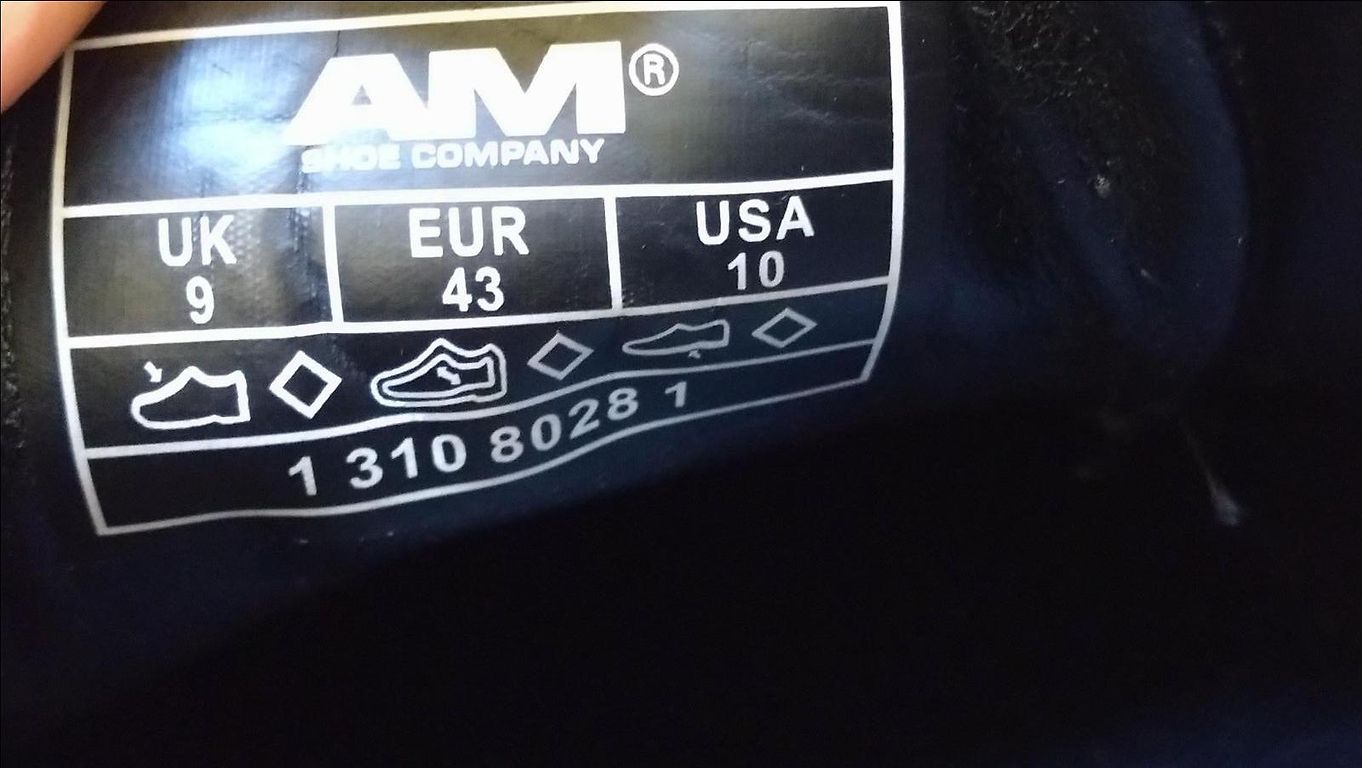 AM®
SHOE COMPANY
UK EUR USA
9 43 10
1 310 8028 1